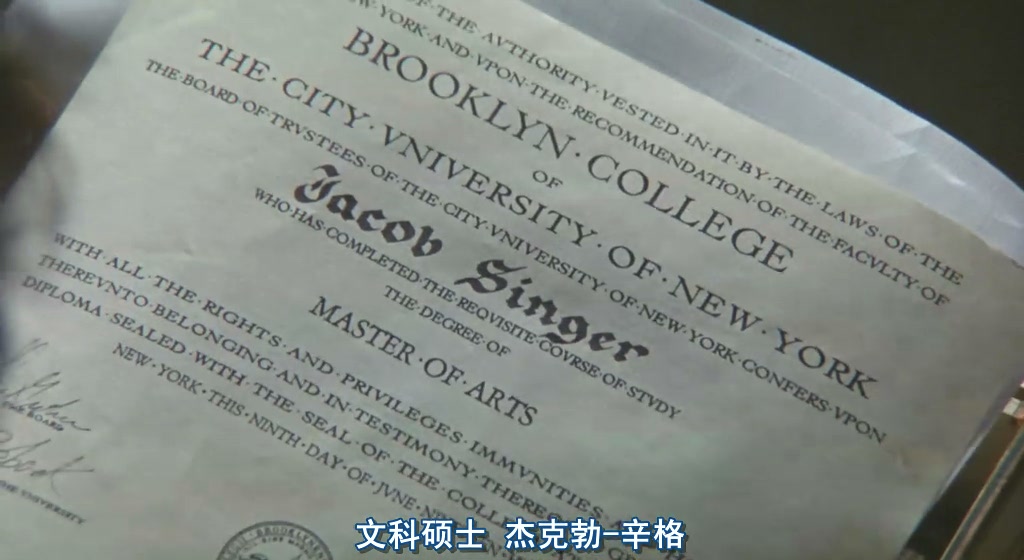 OF·THE·AVTHORITY·VESTED·IN·IT·BY·THE·LAWS·OF·THE
YORK·AND·VPON·THE·RECOMMENDATION·OF·THE·FACVLTY·OF
BROOKLYN·COLLEGE
OF
THE·CITY·VNIVERSITY·OF·NEW·YORK
THE·BOARD·OF·TRVSTEES·OF·THE·CITY·VNIVERSITY·OF·NEW·YORK·CONFERS·VPON
Jacob Singer
WHO·HAS·COMPLETED·THE·REQVISITE·COVRSE·OF·STVDY
THE·DEGREE·OF
MASTER·OF·ARTS
WITH·ALL·THE·RIGHTS·AND·PRIVILEGES·IMMVNITIES
THEREVNTO·BELONGING·AND·IN·TESTIMONY·THEREO
DIPLOMA·SEALED·WITH·THE·SEAL·OF·THE·COLLE
NEW·YORK·THIS·NINTH·DAY·OF·JVNE
文科硕士 杰克勃-辛格